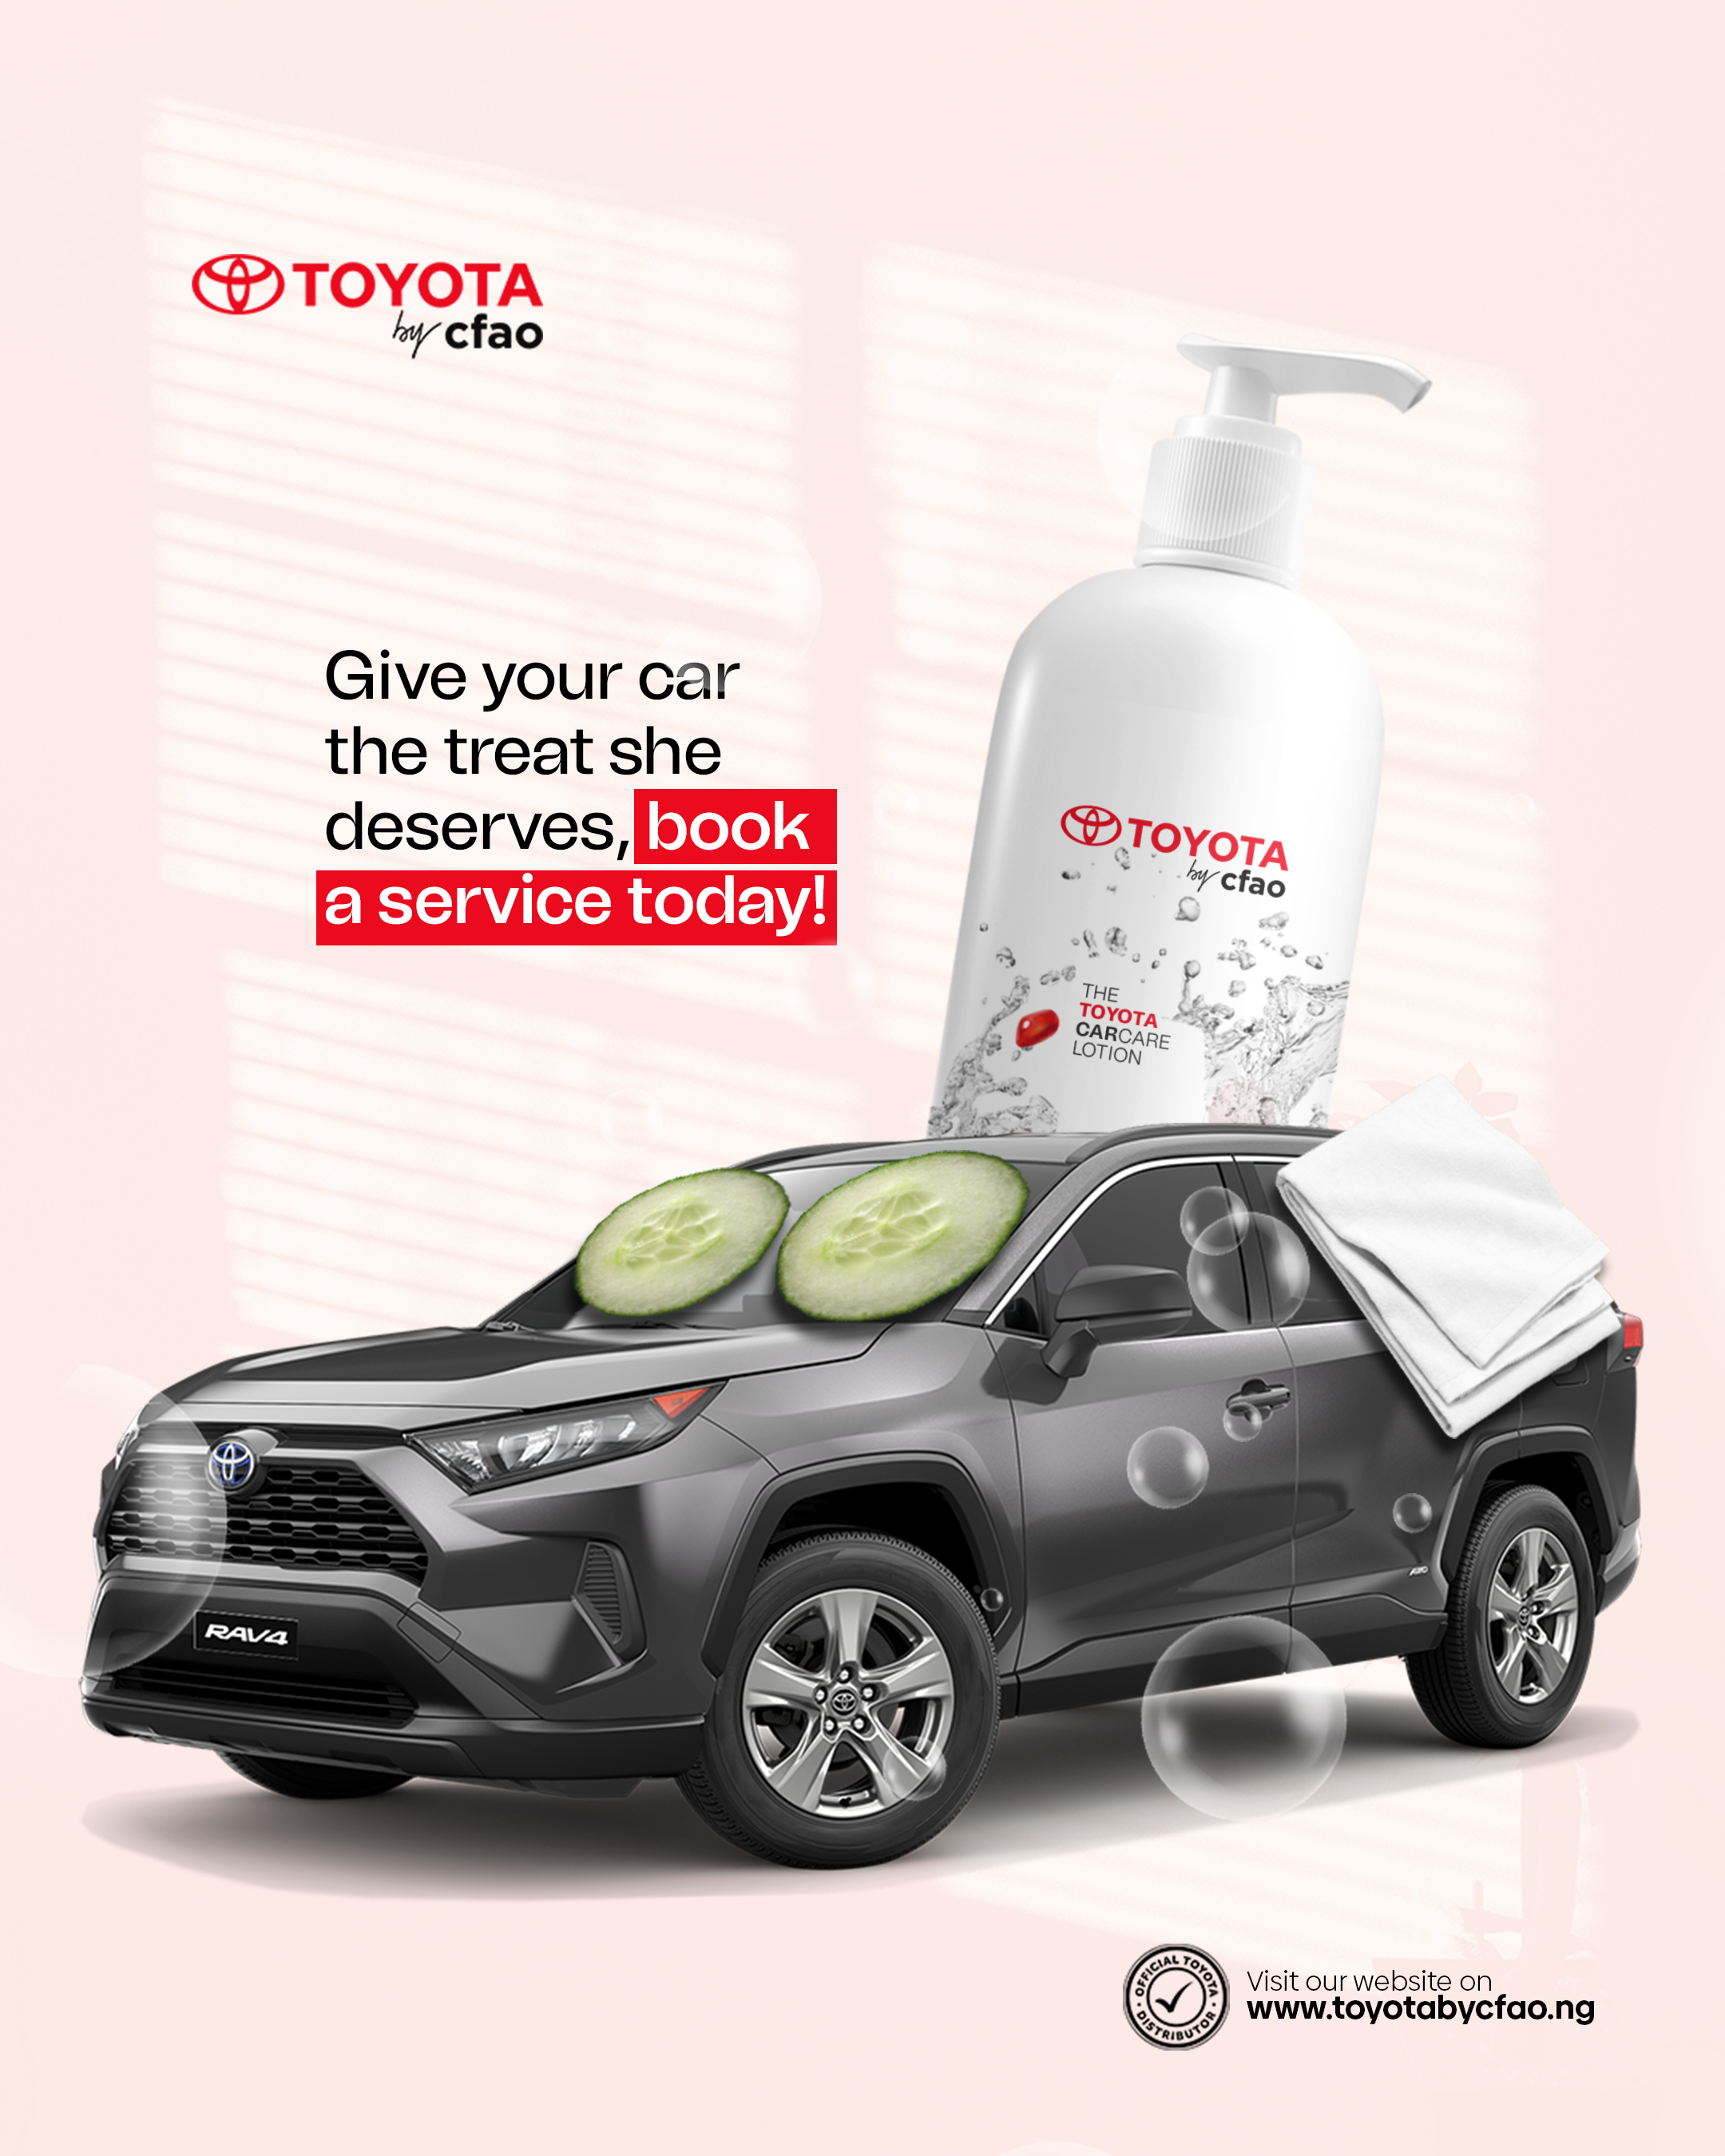 TOYOTA
by cfao
Give your car
the treat she
deserves, book
a service today!
TOYOTA
by cfao
THE
TOYOTA
CARCARE
LOTION
RAV4
OFFICIAL TOYOTA
DISTRIBUTOR
Visit our website on
www.toyotabycfao.ng